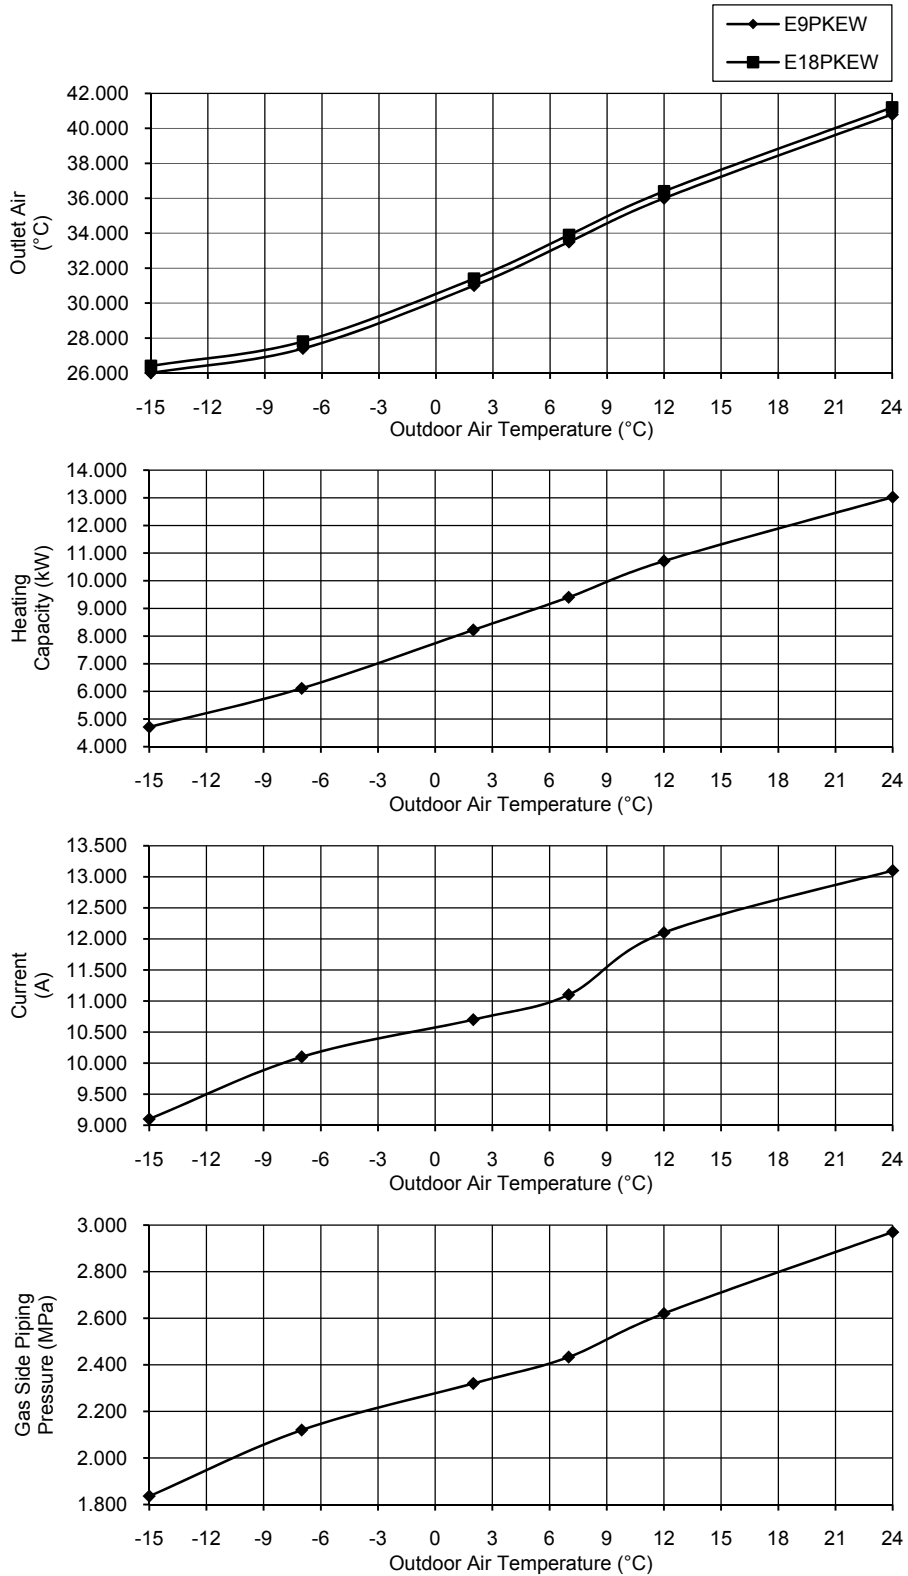 E9PKEW
E18PKEW
42.000
40.000
38.000
36.000
34.000
32.000
30.000
28.000
26.000
Outlet Air
(°C)
-15 -12 -9 -6 -3 0 3 6 9 12 15 18 21 24
Outdoor Air Temperature (°C)
14.000
13.000
12.000
11.000
10.000
9.000
8.000
7.000
6.000
5.000
4.000
Heating
Capacity (kW)
-15 -12 -9 -6 -3 0 3 6 9 12 15 18 21 24
Outdoor Air Temperature (°C)
13.500
13.000
12.500
12.000
11.500
11.000
10.500
10.000
9.500
9.000
Current
(A)
-15 -12 -9 -6 -3 0 3 6 9 12 15 18 21 24
Outdoor Air Temperature (°C)
3.000
2.800
2.600
2.400
2.200
2.000
1.800
Gas Side Piping
Pressure (MPa)
-15 -12 -9 -6 -3 0 3 6 9 12 15 18 21 24
Outdoor Air Temperature (°C)